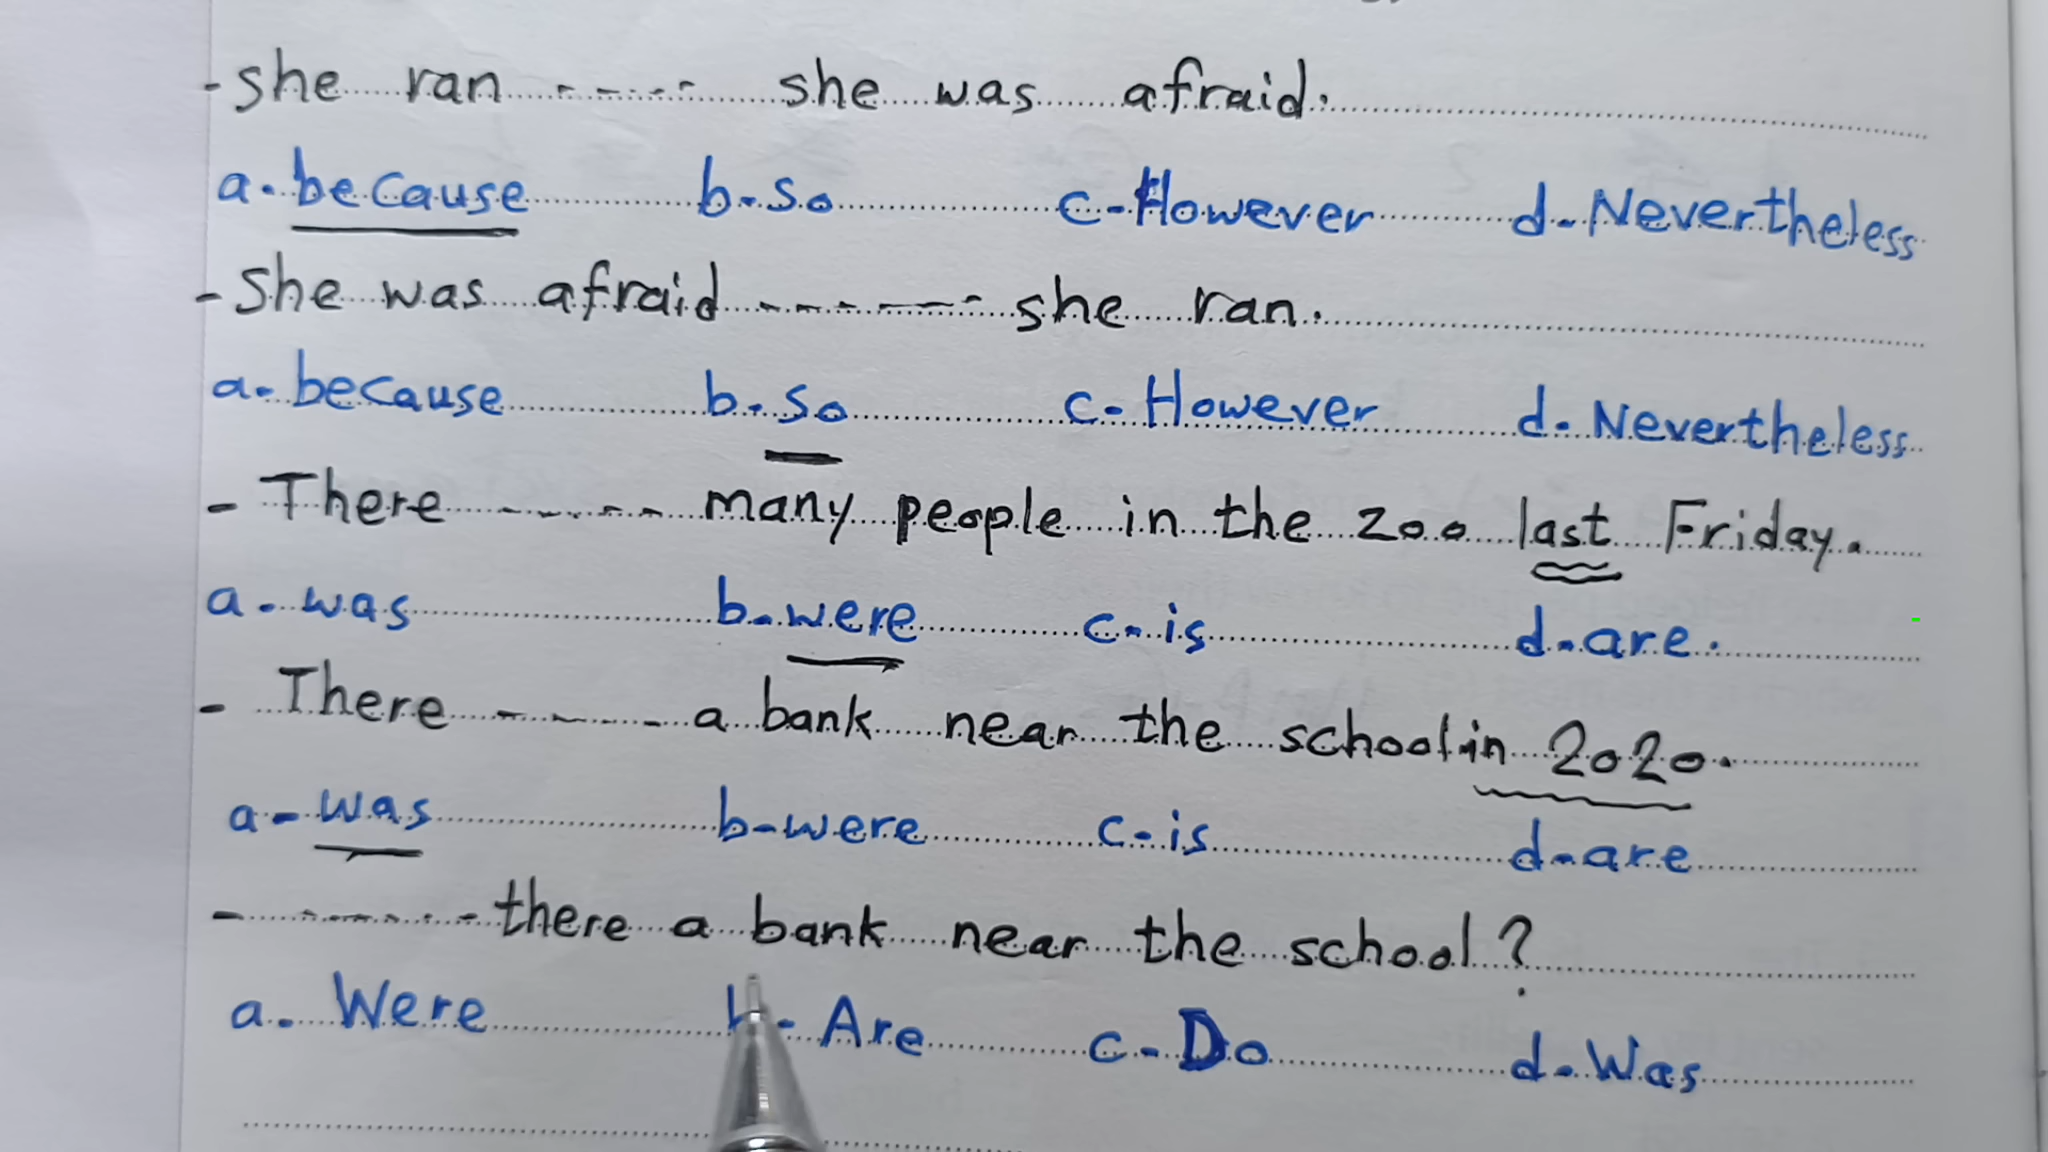 - she ran ----- she was afraid.
a. because b. so c- However d. Nevertheless
- She was afraid ------- she ran.
a. because b. so c. However d. Nevertheless
- There ----- many people in the zoo last Friday.
a. was b. were c. is d. are.
- There ----- a bank near the school in 2020.
a- was b- were c- is d- are
- ------- there a bank near the school?
a. Were b- Are c- Do d. Was